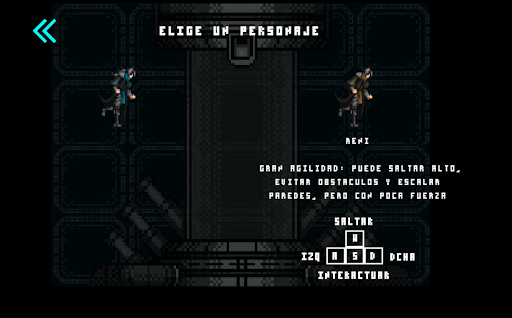 ELIGE UN PERSONAJE
RENI
GRAN AGILIDAD: PUEDE SALTAR ALTO,
EVITAR OBSTACULOS Y ESCALAR
PAREDES, PERO CON POCA FUERZA
SALTAR
W
IZQ A S D DCHA
INTERACTUAR